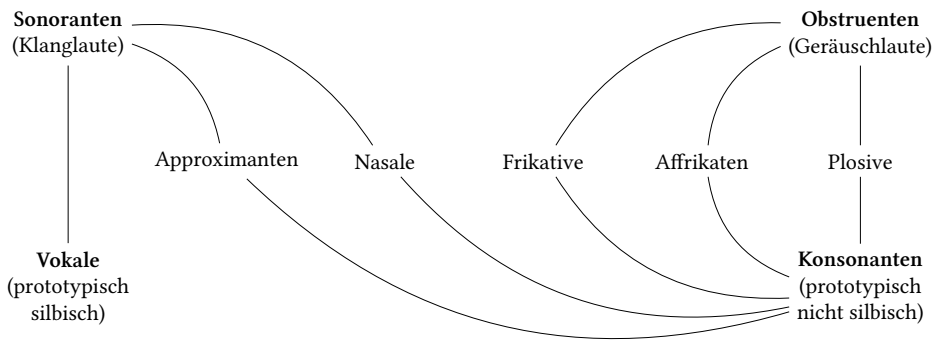 Sonoranten
(Klanglaute)
Obstruenten
(Geräuschlaute)
Approximanten
Nasale
Frikative
Affrikaten
Plosive
Vokale
(prototypisch
silbisch)
Konsonanten
(prototypisch
nicht silbisch)